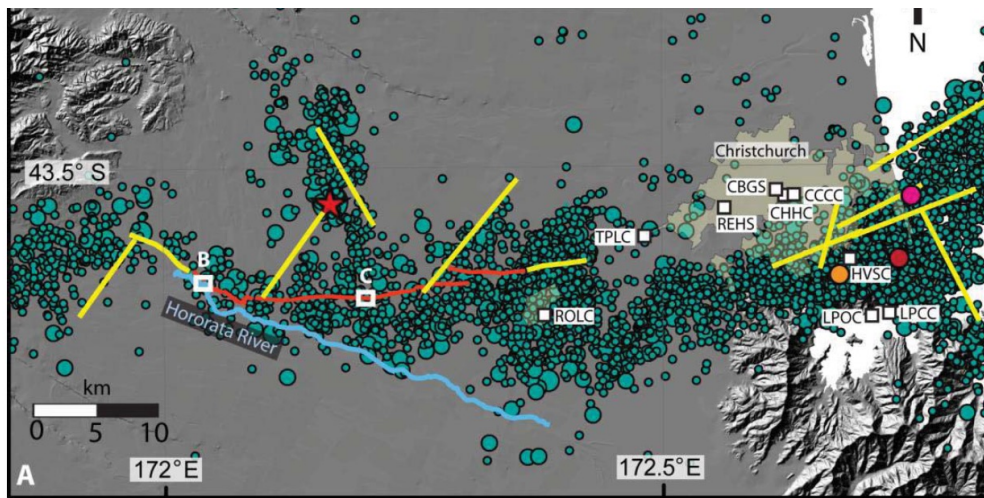 N
Christchurch
43.5° S
CBGS
CCCC
CHHC
REHS
TPLC
B
C
HVSC
Hororata River
ROLC
LPOC
LPCC
km
0 5 10
A
172°E
172.5°E